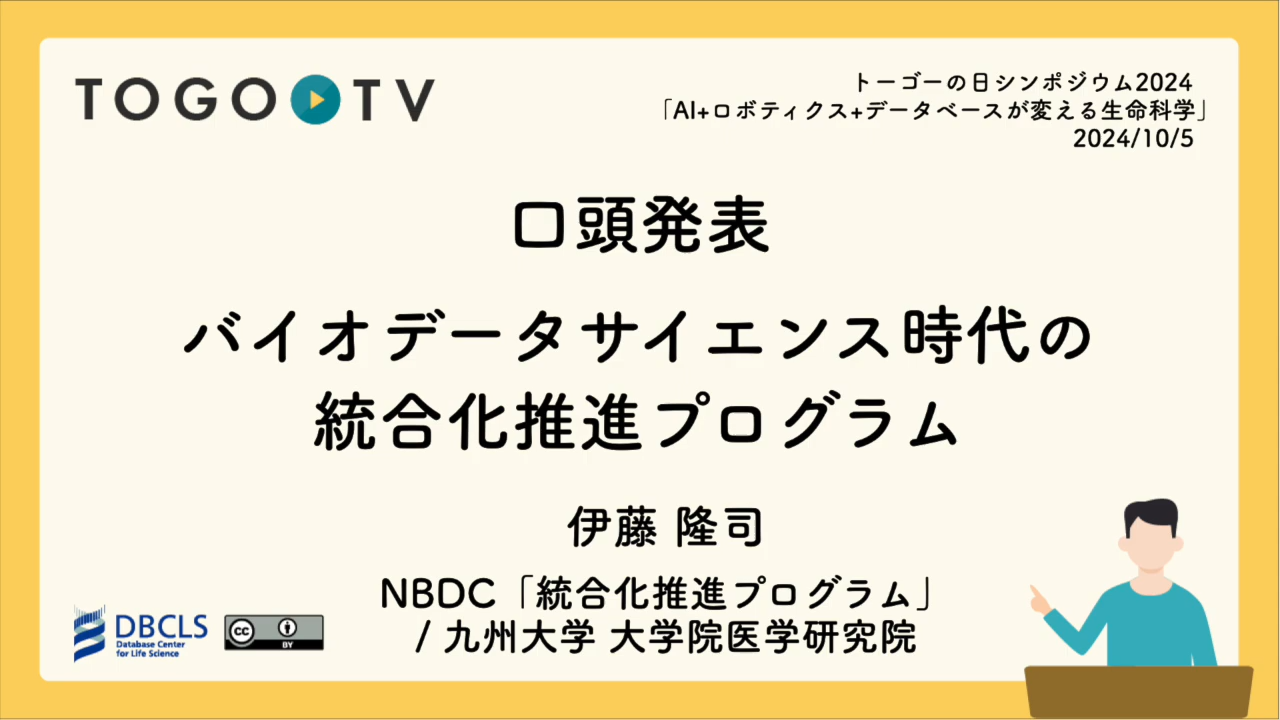 TOGO TV
トーゴーの日シンポジウム2024
「AI+ロボティクス+データベースが変える生命科学」
2024/10/5
口頭発表
バイオデータサイエンス時代の
統合化推進プログラム
伊藤 隆司
NBDC「統合化推進プログラム」
/ 九州大学 大学院医学研究院
DBCLS
Database Center
for Life Science
cc
BY